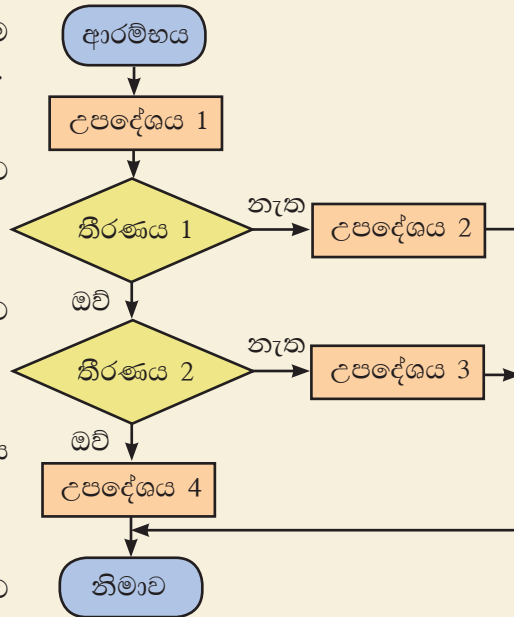 ආරම්භය
උපදේශය 1
තීරණය 1
නැත
උපදේශය 2
ඔව්
තීරණය 2
නැත
උපදේශය 3
ඔව්
උපදේශය 4
නිමාව